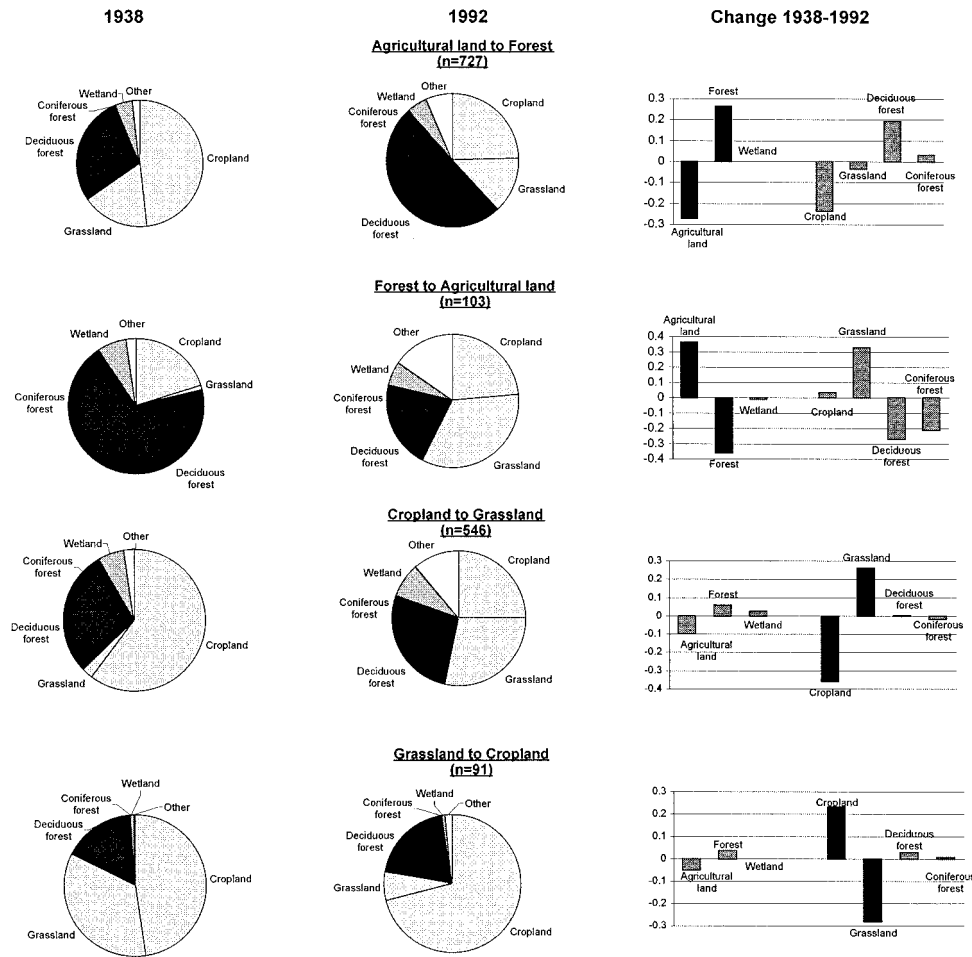 1938
1992
Change 1938-1992
Agricultural land to Forest
(n=727)
Wetland
Coniferous
forest
Deciduous
forest
Cropland
Grassland
Other
Wetland
Coniferous
forest
Cropland
Grassland
Deciduous
forest
0.3
0.2
0.1
0
-0.1
-0.2
-0.3
Forest
Wetland
Deciduous
forest
Grassland
Coniferous
forest
Cropland
Agricultural
land
Forest to Agricultural land
(n=103)
Other
Wetland
Cropland
Grassland
Coniferous
forest
Deciduous
forest
Other
Cropland
Wetland
Coniferous
forest
Deciduous
forest
Grassland
Agricultural
land
0.4
0.3
0.2
0.1
0
-0.1
-0.2
-0.3
-0.4
Grassland
Coniferous
forest
Wetland
Cropland
Deciduous
forest
Forest
Cropland to Grassland
(n=546)
Other
Wetland
Coniferous
forest
Deciduous
forest
Cropland
Grassland
Other
Cropland
Wetland
Coniferous
forest
Deciduous
forest
Grassland
0.3
0.2
0.1
0
-0.1
-0.2
-0.3
-0.4
Grassland
Forest
Deciduous
forest
Wetland
Coniferous
forest
Agricultural
land
Cropland
Grassland to Cropland
(n=91)
Wetland
Coniferous
forest
Other
Deciduous
forest
Cropland
Grassland
Wetland
Coniferous
forest
Other
Deciduous
forest
Grassland
Cropland
0.3
0.2
0.1
0
-0.1
-0.2
-0.3
Cropland
Forest
Deciduous
forest
Wetland
Agricultural
land
Coniferous
forest
Grassland